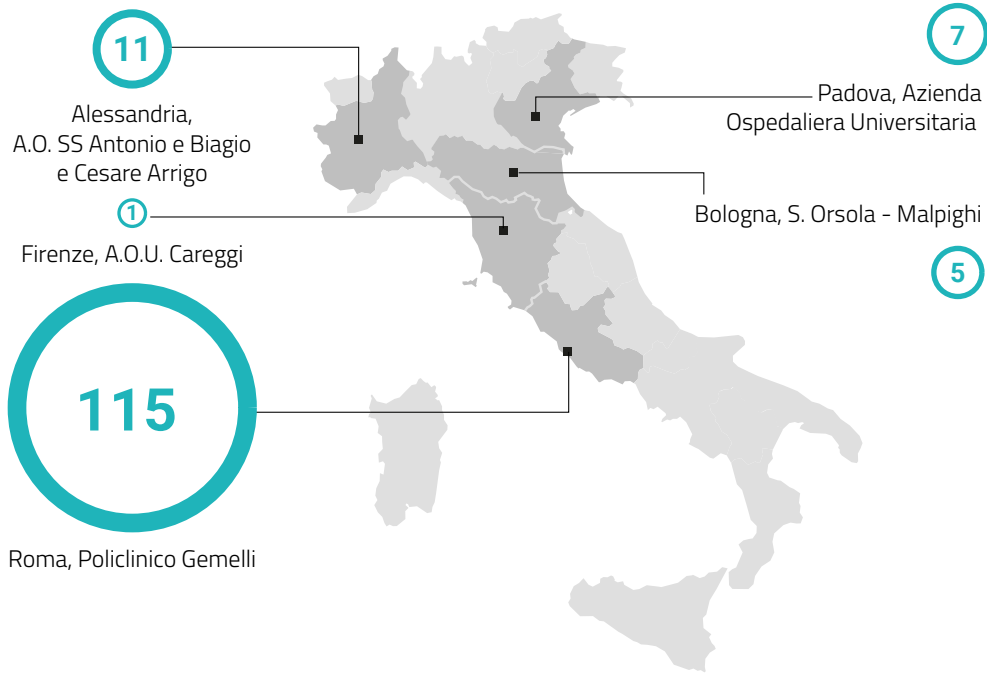 11
Alessandria,
A.O. SS Antonio e Biagio
e Cesare Arrigo
1
Firenze, A.O.U. Careggi
115
Roma, Policlinico Gemelli
7
Padova, Azienda
Ospedaliera Universitaria
Bologna, S. Orsola - Malpighi
5